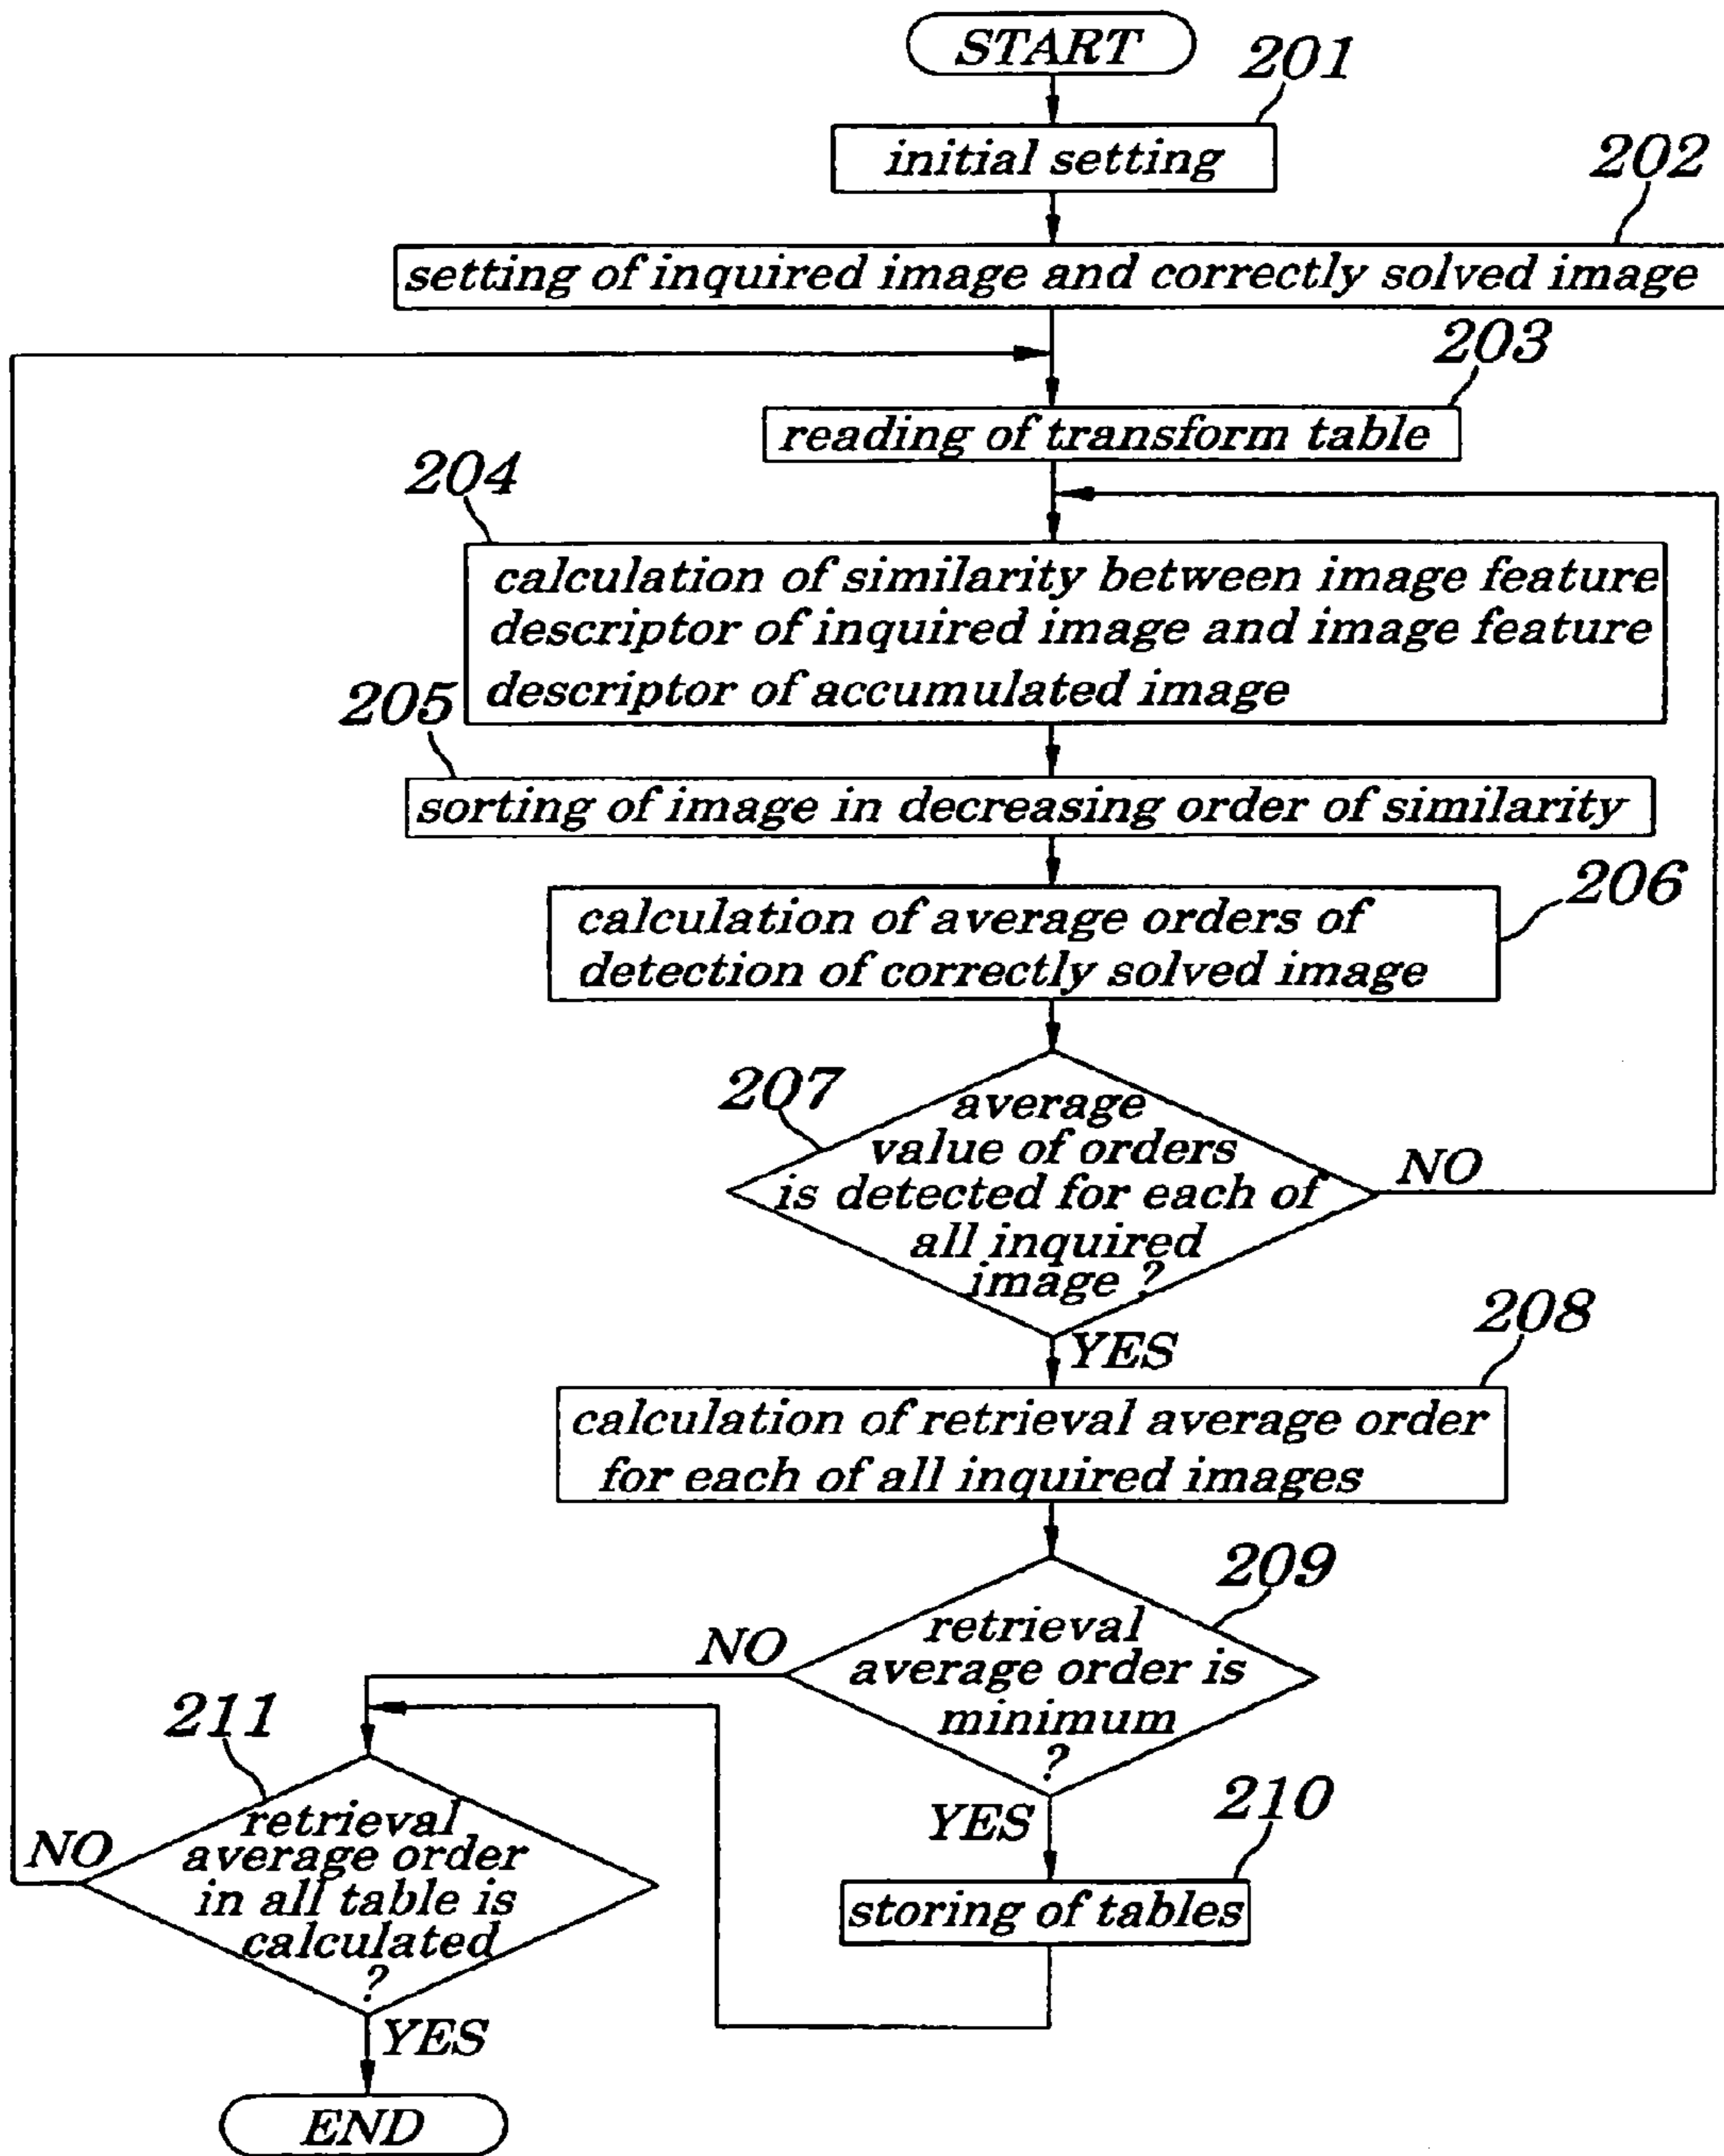 START
201
initial setting
202
setting of inquired image and correctly solved image
203
reading of transform table
204
calculation of similarity between image feature
descriptor of inquired image and image feature
descriptor of accumulated image
205
sorting of image in decreasing order of similarity
206
calculation of average orders of
detection of correctly solved image
207
average
value of orders
is detected for each of
all inquired
image ?
NO
YES
208
calculation of retrieval average order
for each of all inquired images
209
retrieval
average order is
minimum
?
NO
YES
210
storing of tables
211
retrieval
average order
in all table is
calculated
?
NO
YES
END